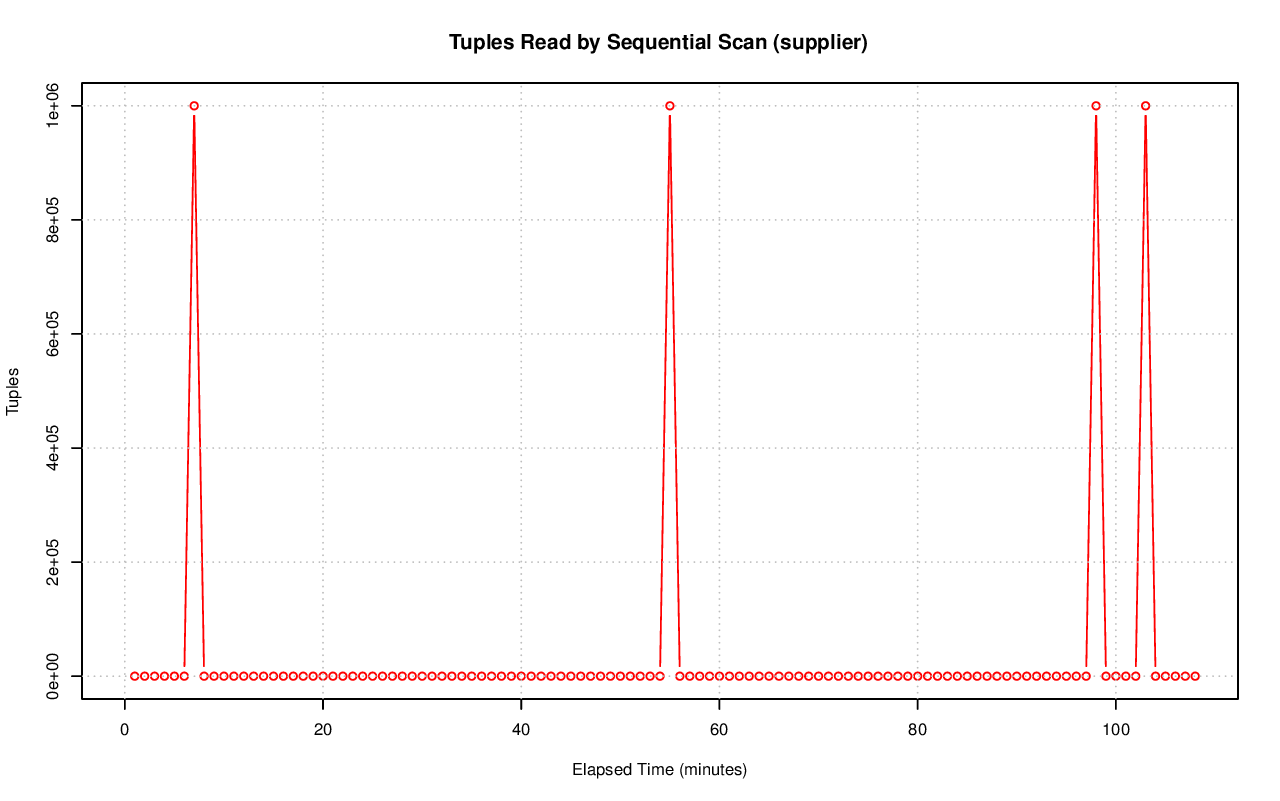 Tuples Read by Sequential Scan (supplier)
Tuples
1e+06
8e+05
6e+05
4e+05
2e+05
0e+00
0 20 40 60 80 100
Elapsed Time (minutes)